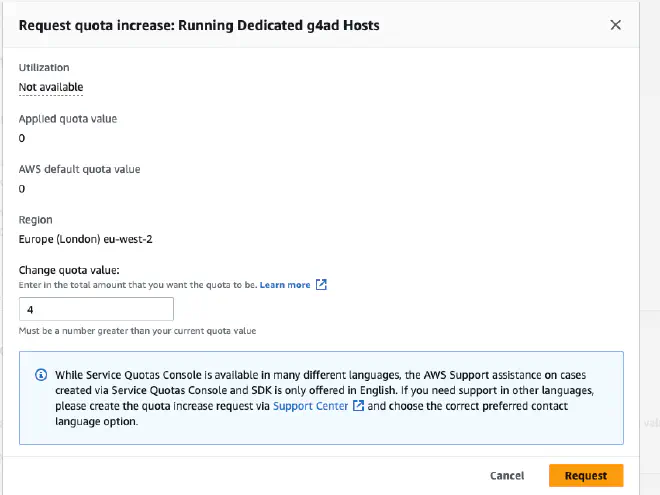 Request quota increase: Running Dedicated g4ad Hosts
Utilization
Not available
Applied quota value
0
AWS default quota value
0
Region
Europe (London) eu-west-2
Change quota value:
Enter in the total amount that you want the quota to be. Learn more
4
Must be a number greater than your current quota value
While Service Quotas Console is available in many different languages, the AWS Support assistance on cases
created via Service Quotas Console and SDK is only offered in English. If you need support in other languages,
please create the quota increase request via Support Center and choose the correct preferred contact
language option.
Cancel
Request